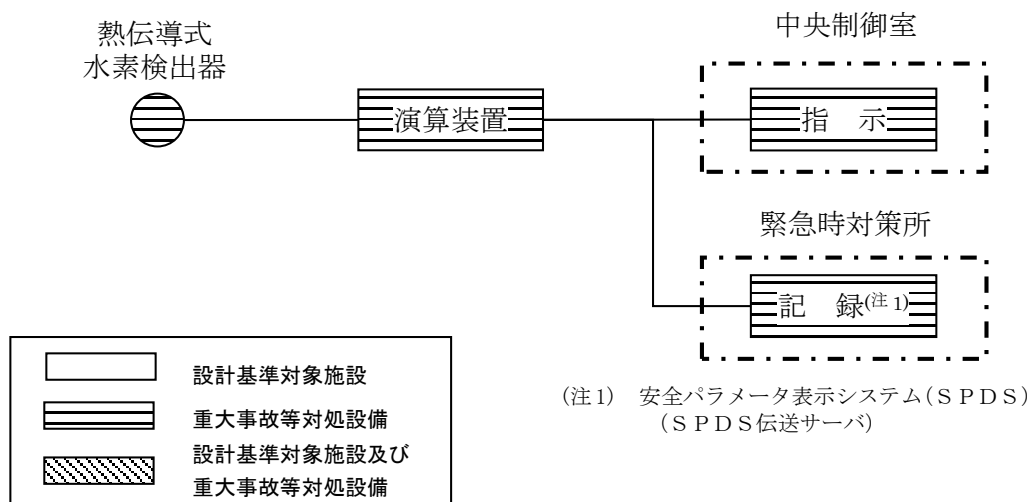 熱伝導式
水素検出器
演算装置
中央制御室
指　示
緊急時対策所
記　録(注 1)
(注 1)　安全パラメータ表示システム(ＳＰＤＳ)
(ＳＰＤＳ伝送サーバ)
設計基準対象施設
重大事故等対処設備
設計基準対象施設及び
重大事故等対処設備